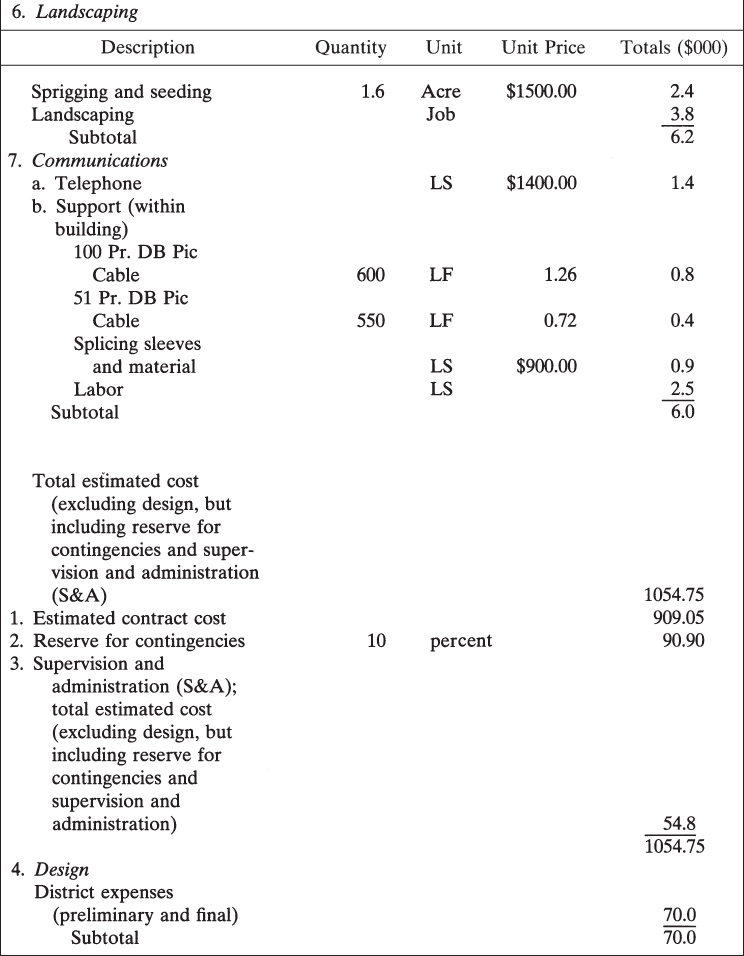 6. Landscaping
Description Quantity Unit Unit Price Totals ($000)
Sprigging and seeding 1.6 Acre $1500.00 2.4
Landscaping Job 3.8
Subtotal 6.2
7. Communications
a. Telephone LS $1400.00 1.4
b. Support (within
building)
100 Pr. DB Pic
Cable 600 LF 1.26 0.8
51 Pr. DB Pic
Cable 550 LF 0.72 0.4
Splicing sleeves
and material LS $900.00 0.9
Labor LS 2.5
Subtotal 6.0
Total estimated cost
(excluding design, but
including reserve for
contingencies and super-
vision and administration
(S&A) 1054.75
1. Estimated contract cost 909.05
2. Reserve for contingencies 10 percent 90.90
3. Supervision and
administration (S&A);
total estimated cost
(excluding design, but
including reserve for
contingencies and
supervision and
administration) 54.8
1054.75
4. Design
District expenses
(preliminary and final) 70.0
Subtotal 70.0